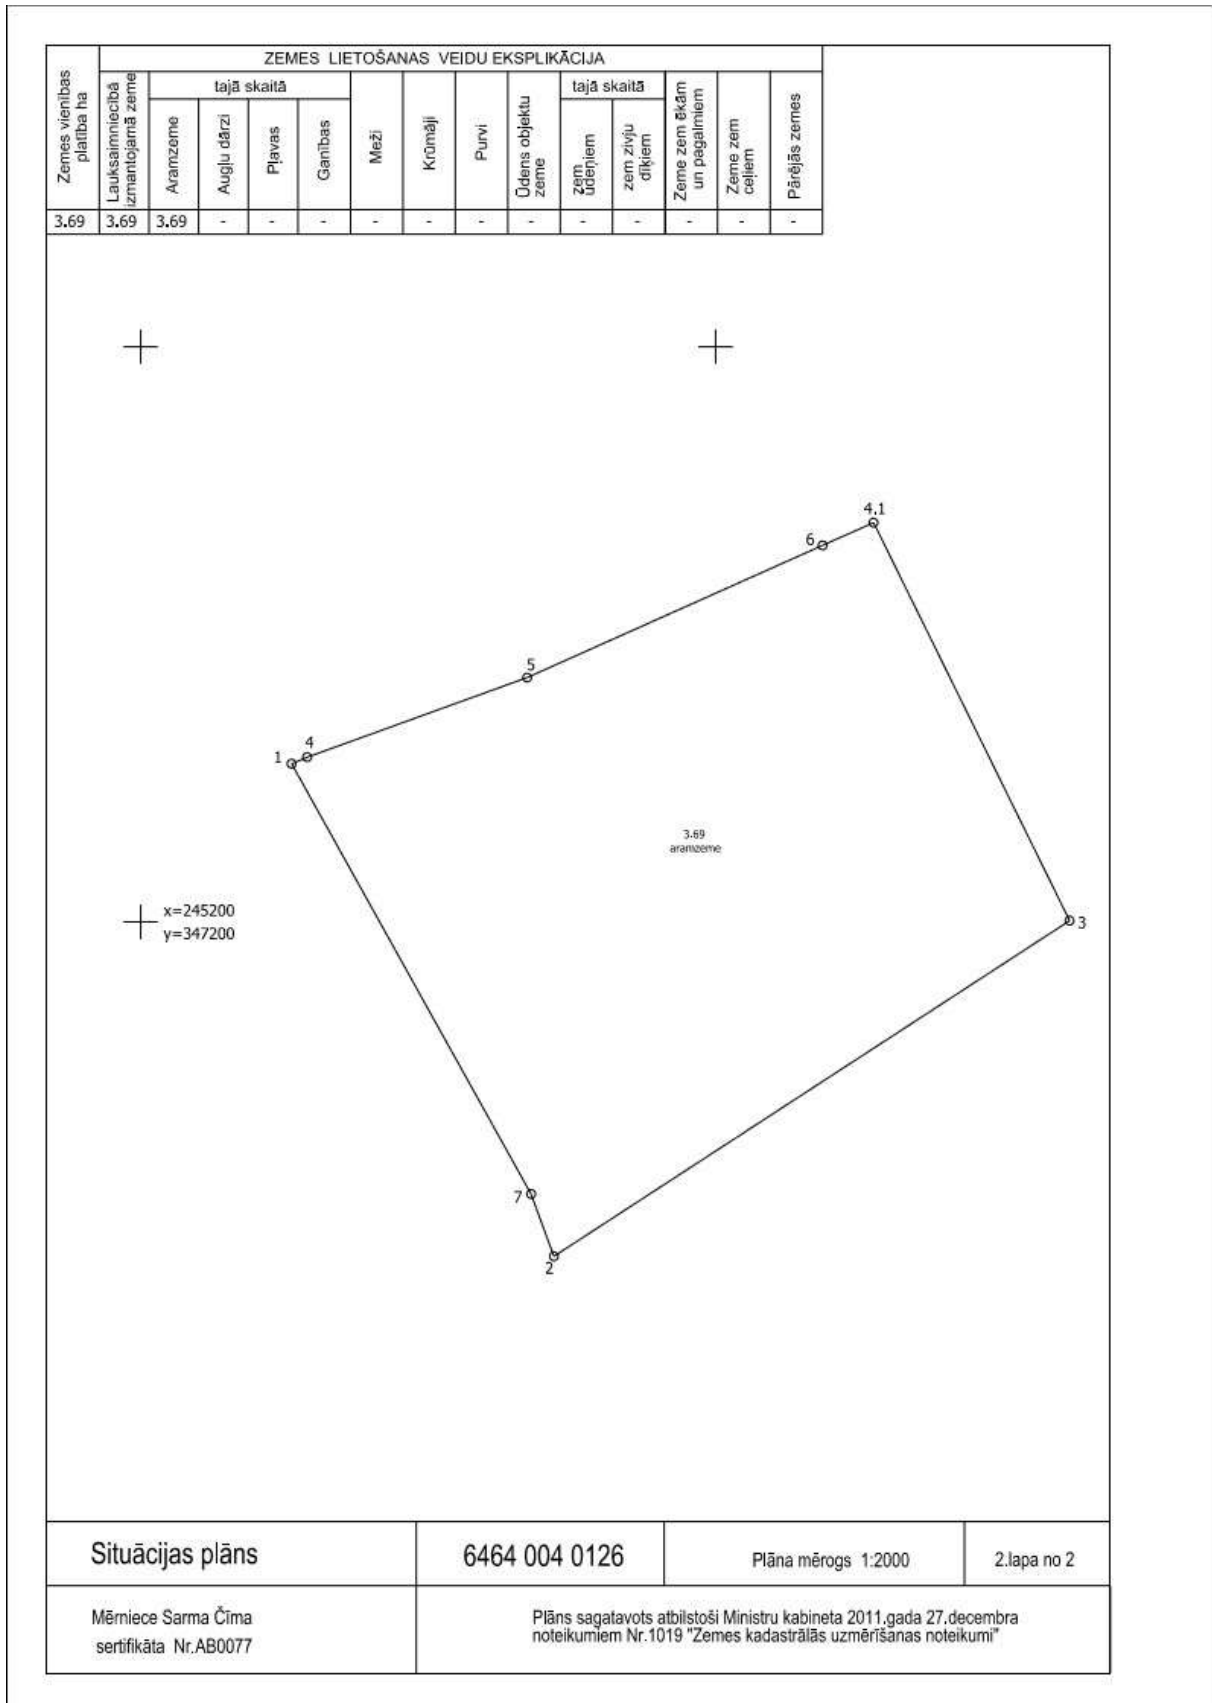 ZEMES LIETOŠANAS VEIDU EKSPLIKĀCIJA
Zemes vienības
platība ha
Lauksaimniecībā
izmantojamā zeme
tajā skaitā
Aramzeme
Augļu dārzi
Pļavas
Ganības
Meži
Krūmāji
Purvi
Ūdens objektu
zeme
tajā skaitā
zem
ūdeņiem
zem zivju
dīķiem
Zeme zem ēkām
un pagalmiem
Zeme zem
ceļiem
Pārējās zemes
3.69 3.69 3.69 - - - - - - - - - - - -
4.1
6
5
4
1
3.69
aramzeme
x=245200
y=347200
3
7
2
Situācijas plāns
6464 004 0126
Plāna mērogs 1:2000
2.lapa no 2
Mērniece Sarma Čīma
sertifikāta Nr.AB0077
Plāns sagatavots atbilstoši Ministru kabineta 2011.gada 27.decembra
noteikumiem Nr.1019 "Zemes kadastrālās uzmērīšanas noteikumi"